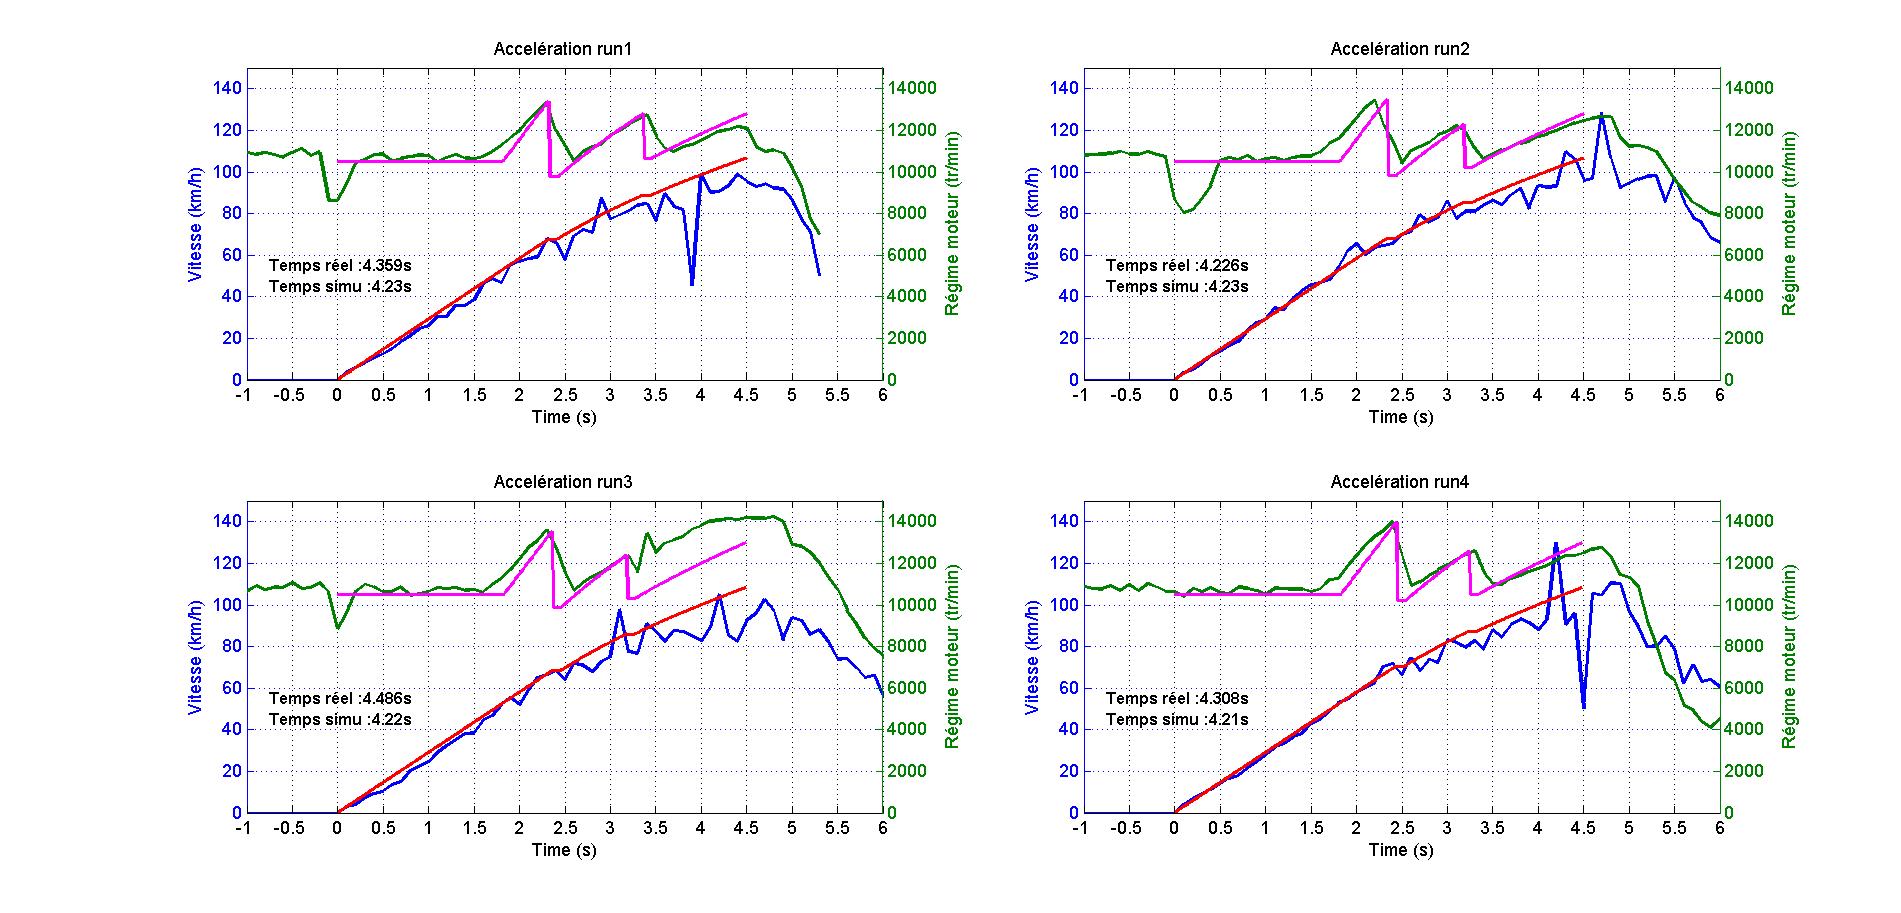 Accelération run1
140
120
100
80
60
40
20
0
14000
12000
10000
8000
6000
4000
2000
0
Vitesse (km/h)
Régime moteur (tr/min)
Temps réel :4.359s
Temps simu :4.23s
-1 -0.5 0 0.5 1 1.5 2 2.5 3 3.5 4 4.5 5 5.5 6
Time (s)
Accelération run2
140
120
100
80
60
40
20
0
14000
12000
10000
8000
6000
4000
2000
0
Vitesse (km/h)
Régime moteur (tr/min)
Temps réel :4.226s
Temps simu :4.23s
-1 -0.5 0 0.5 1 1.5 2 2.5 3 3.5 4 4.5 5 5.5 6
Time (s)
Accelération run3
140
120
100
80
60
40
20
0
14000
12000
10000
8000
6000
4000
2000
0
Vitesse (km/h)
Régime moteur (tr/min)
Temps réel :4.486s
Temps simu :4.22s
-1 -0.5 0 0.5 1 1.5 2 2.5 3 3.5 4 4.5 5 5.5 6
Time (s)
Accelération run4
140
120
100
80
60
40
20
0
14000
12000
10000
8000
6000
4000
2000
0
Vitesse (km/h)
Régime moteur (tr/min)
Temps réel :4.308s
Temps simu :4.21s
-1 -0.5 0 0.5 1 1.5 2 2.5 3 3.5 4 4.5 5 5.5 6
Time (s)